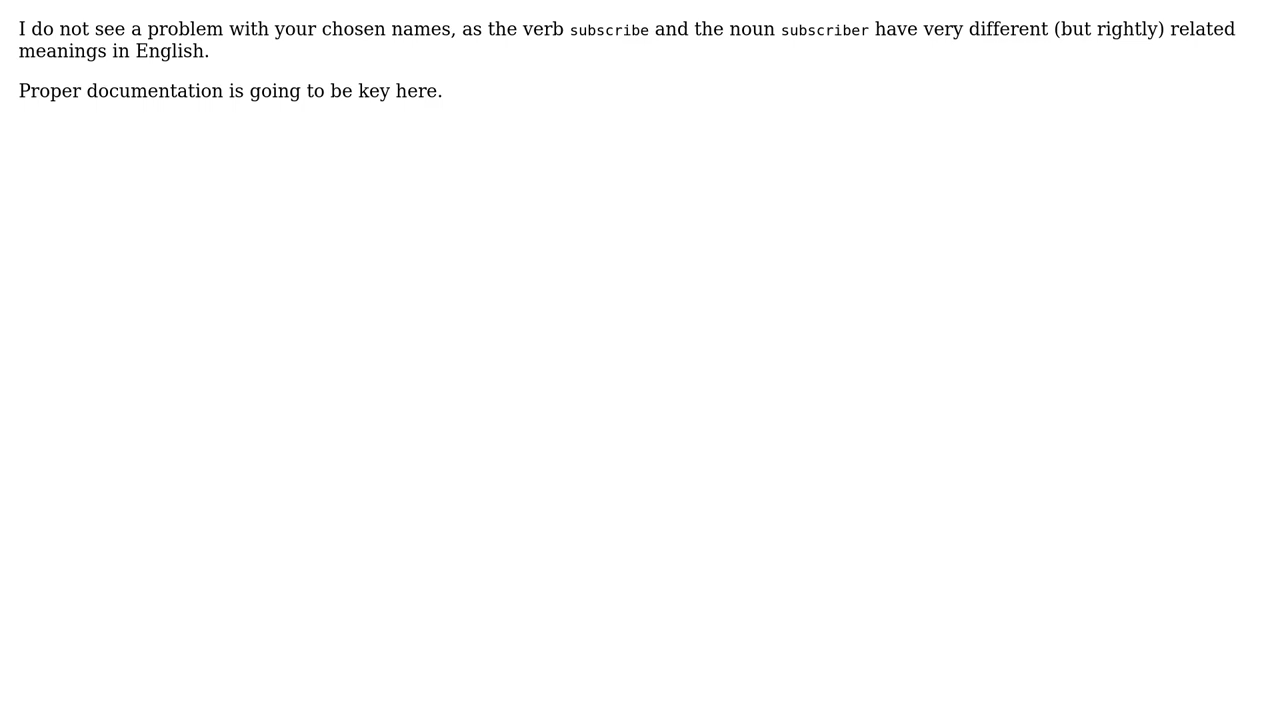 I do not see a problem with your chosen names, as the verb subscribe and the noun subscriber have very different (but rightly) related
meanings in English.
Proper documentation is going to be key here.